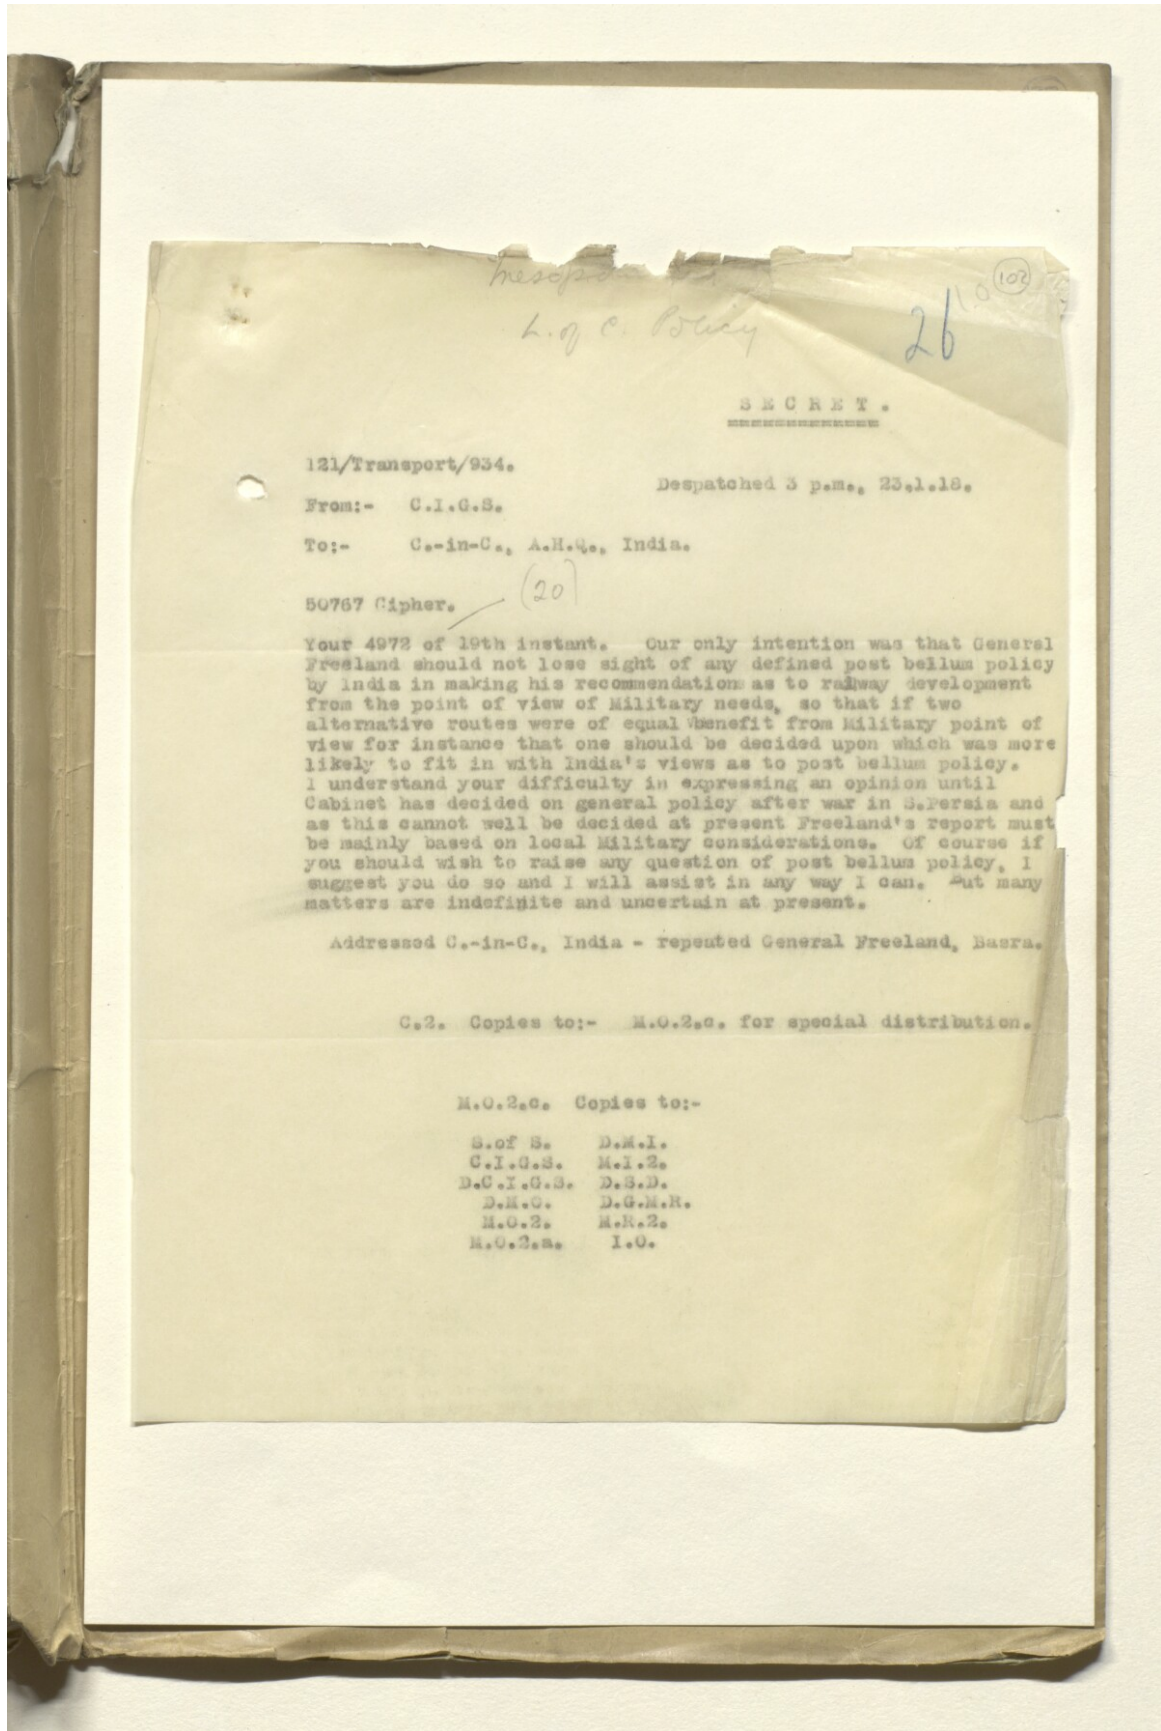 102
26
L. of C. Policy
SECRET.
121/Transport/934.
Despatched 3 p.m., 23.1.18.
From:- C.I.G.S.
To:- C.-in-C., A.H.Q., India.
(20)
50767 Cipher.
Your 4972 of 19th instant. Our only intention was that General
Freeland should not lose sight of any defined post bellum policy
by India in making his recommendations as to railway development
from the point of view of Military needs, so that if two
alternative routes were of equal benefit from Military point of
view for instance that one should be decided upon which was more
likely to fit in with India's views as to post bellum policy.
I understand your difficulty in expressing an opinion until
Cabinet has decided on general policy after war in S.Persia and
as this cannot well be decided at present Freeland's report must
be mainly based on local Military considerations. Of course if
you should wish to raise any question of post bellum policy, I
suggest you do so and I will assist in any way I can. But many
matters are indefinite and uncertain at present.
Addressed C.-in-C., India - repeated General Freeland, Basra.
C.2. Copies to:- M.O.2.c. for special distribution.
M.O.2.c. Copies to:-
S.of S. D.M.I.
C.I.G.S. M.I.2.
D.C.I.G.S. D.S.D.
D.M.O. D.G.M.R.
M.O.2. M.R.2.
M.O.2.a. I.O.